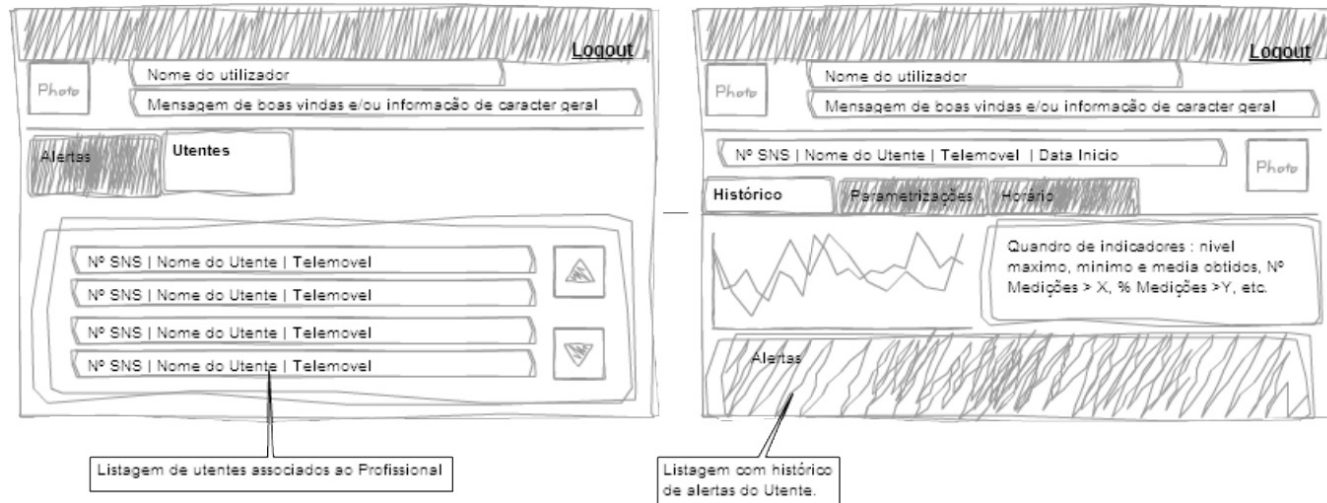 Logout
Photo
Nome do utilizador
Mensagem de boas vindas e/ou informação de caracter geral
Alertas
Utentes
Nº SNS | Nome do Utente | Telemovel
Nº SNS | Nome do Utente | Telemovel
Nº SNS | Nome do Utente | Telemovel
Nº SNS | Nome do Utente | Telemovel
Listagem de utentes associados ao Profissional
Logout
Photo
Nome do utilizador
Mensagem de boas vindas e/ou informação de caracter geral
Nº SNS | Nome do Utente | Telemovel | Data Inicio
Photo
Histórico
Parametrizações
Horário
Quandro de indicadores : nivel
maximo, minimo e media obtidos, Nº
Medições > X, % Medições >Y, etc.
Alertas
Listagem com histórico
de alertas do Utente.